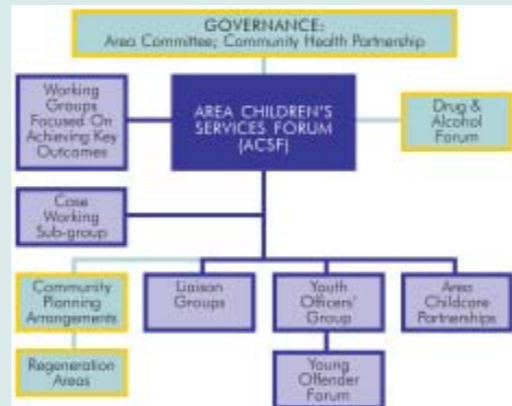 GOVERNANCE:
Area Committee; Community Health Partnership
Working
Groups
Focused On
Achieving Key
Outcomes
AREA CHILDREN'S
SERVICES FORUM
(ACSF)
Drug &
Alcohol
Forum
Case
Working
Sub-group
Community
Planning
Arrangements
Liaison
Groups
Youth
Officers'
Group
Area
Childcare
Partnerships
Regeneration
Areas
Young
Offender
Forum